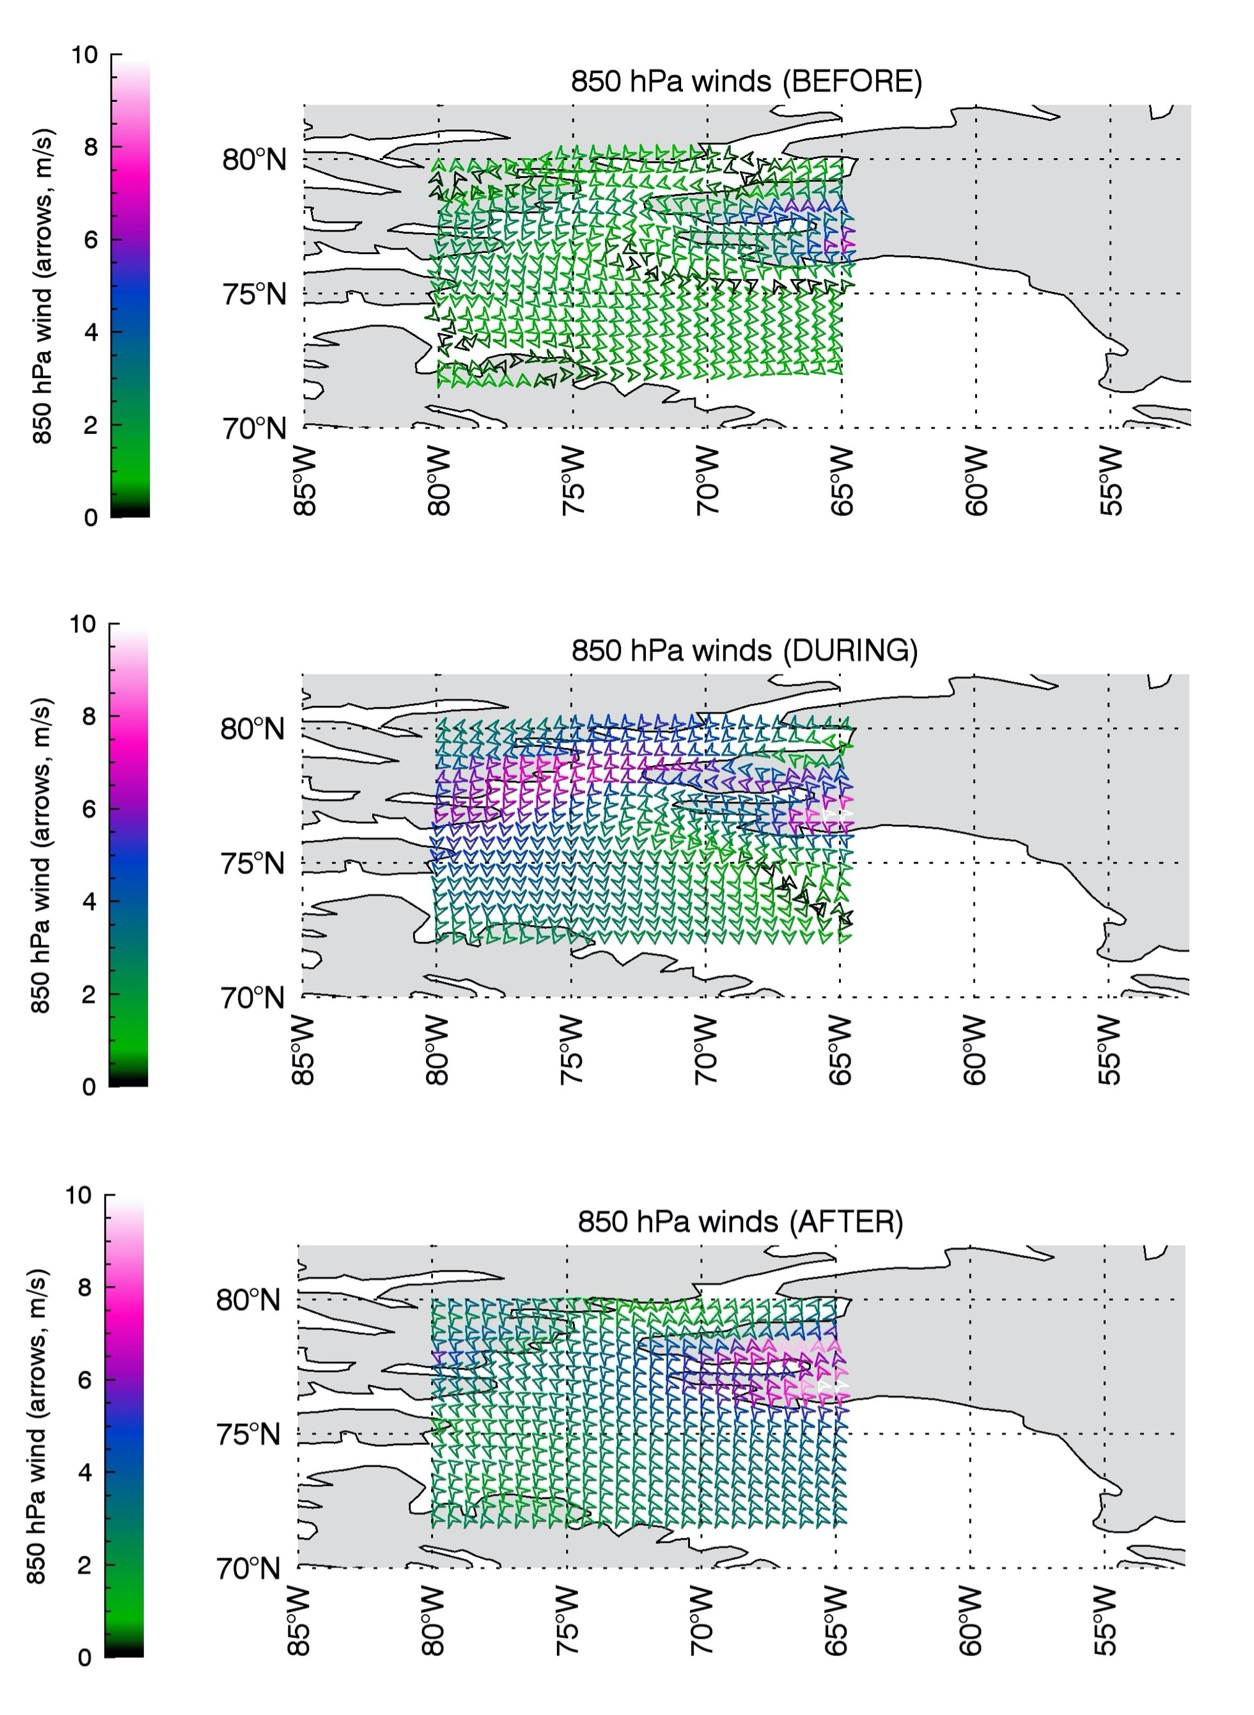 850 hPa winds (BEFORE)
850 hPa wind (arrows, m/s)
10
8
6
4
2
0
80°N
75°N
70°N
85°W
80°W
75°W
70°W
65°W
60°W
55°W
850 hPa winds (DURING)
850 hPa wind (arrows, m/s)
10
8
6
4
2
0
80°N
75°N
70°N
85°W
80°W
75°W
70°W
65°W
60°W
55°W
850 hPa winds (AFTER)
850 hPa wind (arrows, m/s)
10
8
6
4
2
0
80°N
75°N
70°N
85°W
80°W
75°W
70°W
65°W
60°W
55°W